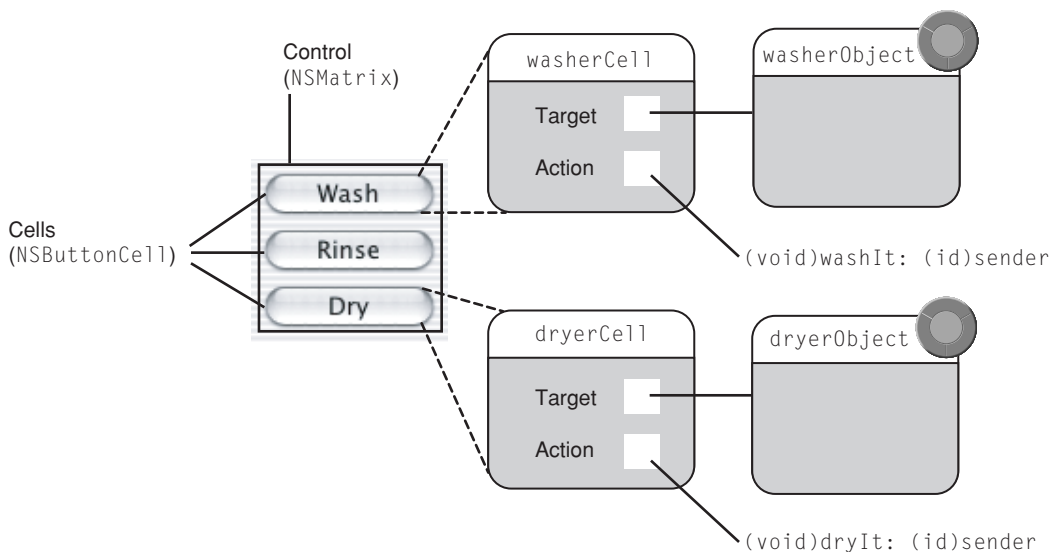 Control
(NSMatrix)
washerCell
washerObject
Target
Action
Wash
Rinse
Dry
Cells
(NSButtonCell)
(void)washIt: (id)sender
dryerCell
dryerObject
Target
Action
(void)dryIt: (id)sender